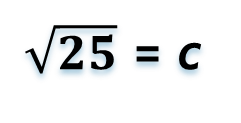 √25 = c